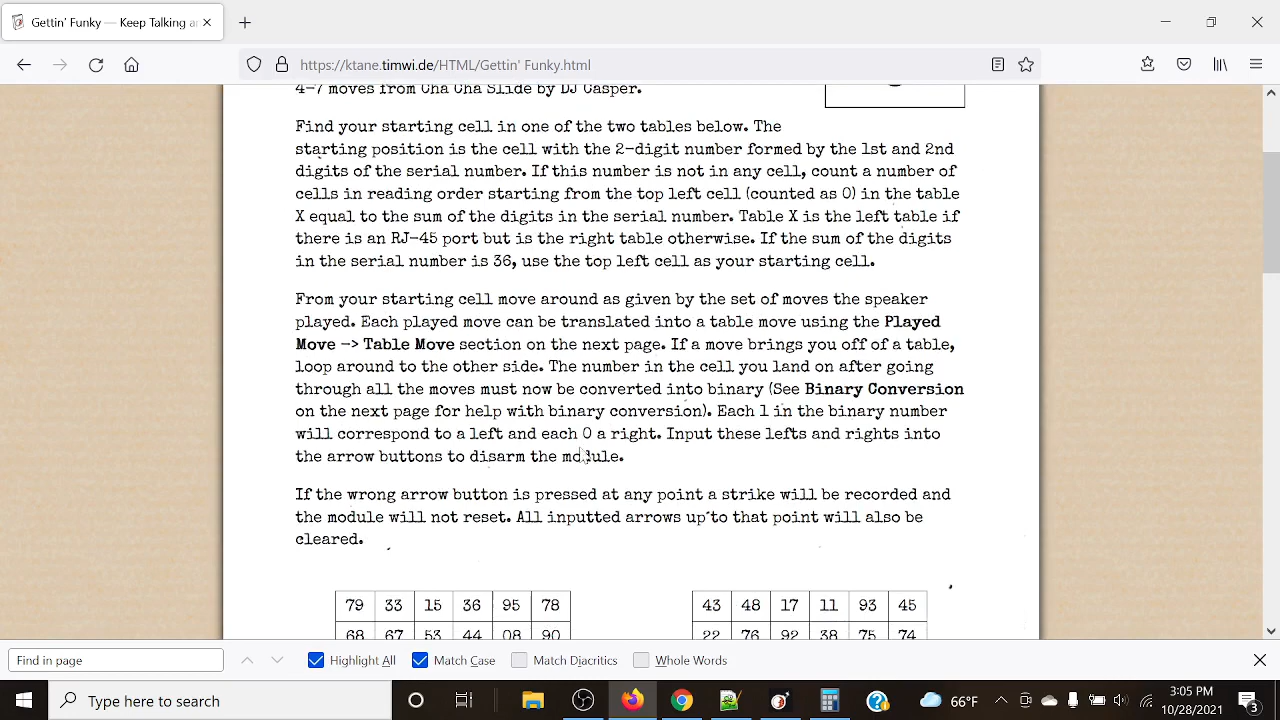 Gettin' Funky — Keep Talking a
https://ktane.timwi.de/HTML/Gettin' Funky.html
4-7 moves from Cha Cha Slide by DJ Casper.
Find your starting cell in one of the two tables below. The
starting position is the cell with the 2-digit number formed by the 1st and 2nd
digits of the serial number. If this number is not in any cell, count a number of
cells in reading order starting from the top left cell (counted as 0) in the table
X equal to the sum of the digits in the serial number. Table X is the left table if
there is an RJ-45 port but is the right table otherwise. If the sum of the digits
in the serial number is 36, use the top left cell as your starting cell.
From your starting cell move around as given by the set of moves the speaker
played. Each played move can be translated into a table move using the Played
Move -> Table Move section on the next page. If a move brings you off of a table,
loop around to the other side. The number in the cell you land on after going
through all the moves must now be converted into binary (See Binary Conversion
on the next page for help with binary conversion). Each 1 in the binary number
will correspond to a left and each 0 a right. Input these lefts and rights into
the arrow buttons to disarm the module.
If the wrong arrow button is pressed at any point a strike will be recorded and
the module will not reset. All inputted arrows up to that point will also be
cleared.
79 33 15 36 95 78 43 48 17 11 93 45
68 67 53 44 08 90 22 76 92 38 75 74
Find in page Highlight All Match Case Match Diacritics Whole Words
Type here to search 66°F 3:05 PM
10/28/2021 3